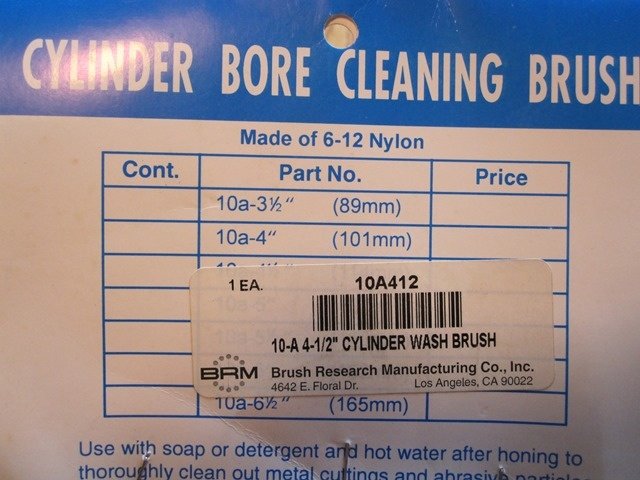 CYLINDER BORE CLEANING BRUSH
Made of 6-12 Nylon
Cont. Part No. Price
10a-3½" (89mm)
10a-4" (101mm)
1 EA. 10A412
10-A 4-1/2" CYLINDER WASH BRUSH
BRM Brush Research Manufacturing Co., Inc.
4642 E. Floral Dr. Los Angeles, CA 90022
10a-6½" (165mm)
Use with soap or detergent and hot water after honing to
thoroughly clean out metal cuttings and abrasive particles